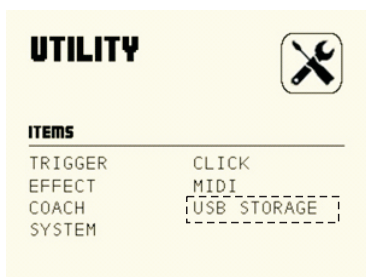 UTILITY
ITEMS
TRIGGER CLICK
EFFECT MIDI
COACH USB STORAGE
SYSTEM